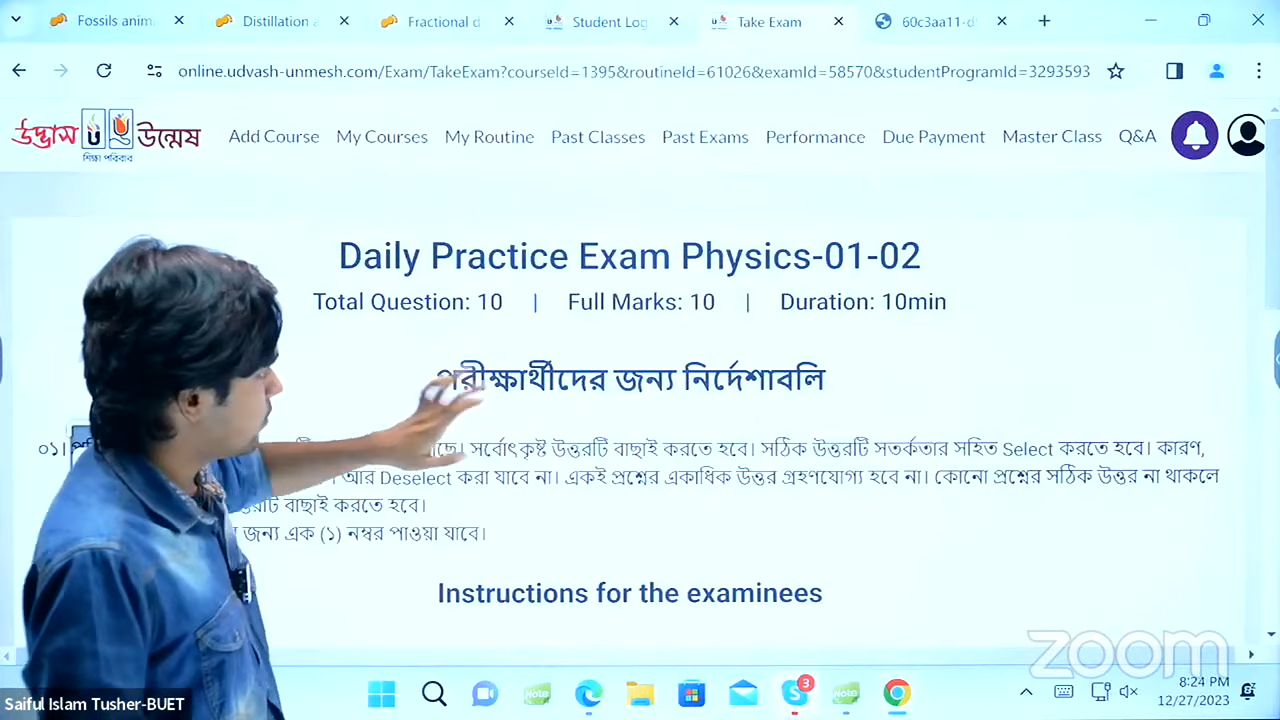 Fossils anim
Distillation a
Fractional d
Student Log
Take Exam
60c3aa11-d
online.udvash-unmesh.com/Exam/TakeExam?courseId=1395&routineId=61026&examId=58570&studentProgramId=3293593
উদ্ভাস উন্মেষ
শিক্ষা পরিবার
Add Course My Courses My Routine Past Classes Past Exams Performance Due Payment Master Class Q&A
Daily Practice Exam Physics-01-02
Total Question: 10 | Full Marks: 10 | Duration: 10min
পরীক্ষার্থীদের জন্য নির্দেশাবলি
০১। সর্বোৎকৃষ্ট উত্তরটি বাছাই করতে হবে। সঠিক উত্তরটি সতর্কতার সহিত Select করতে হবে। কারণ,
আর Deselect করা যাবে না। একই প্রশ্নের একাধিক উত্তর গ্রহণযোগ্য হবে না। কোনো প্রশ্নের সঠিক উত্তর না থাকলে
বাছাই করতে হবে।
জন্য এক (১) নম্বর পাওয়া যাবে।
Instructions for the examinees
zoom
Saiful Islam Tusher-BUET
Note
3
Note
8:24 PM
12/27/2023